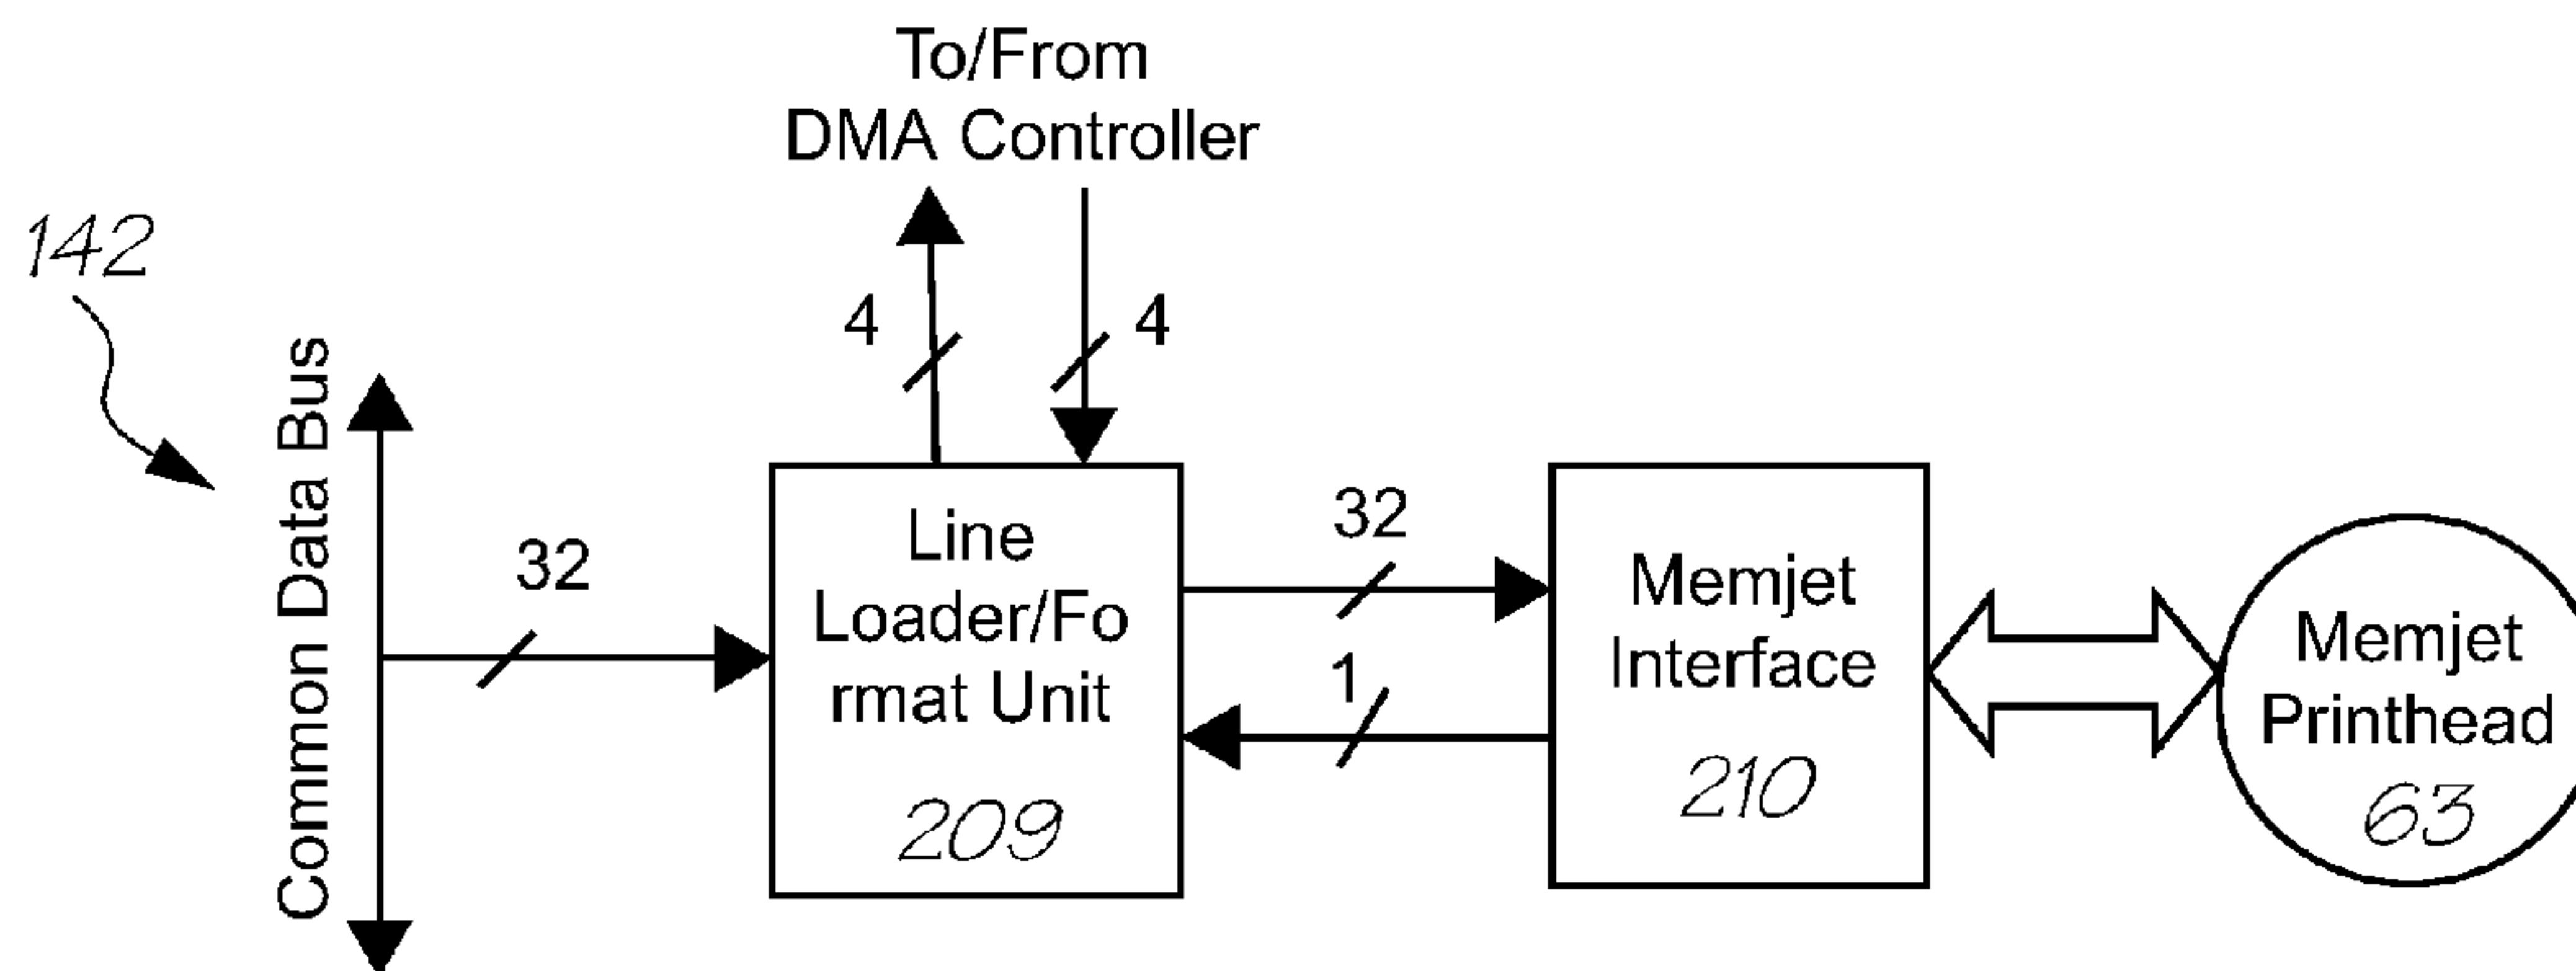 To/From
DMA Controller
142
4
4
Common Data Bus
32
Line
Loader/Fo
rmat Unit
209
32
1
Memjet
Interface
210
Memjet
Printhead
63